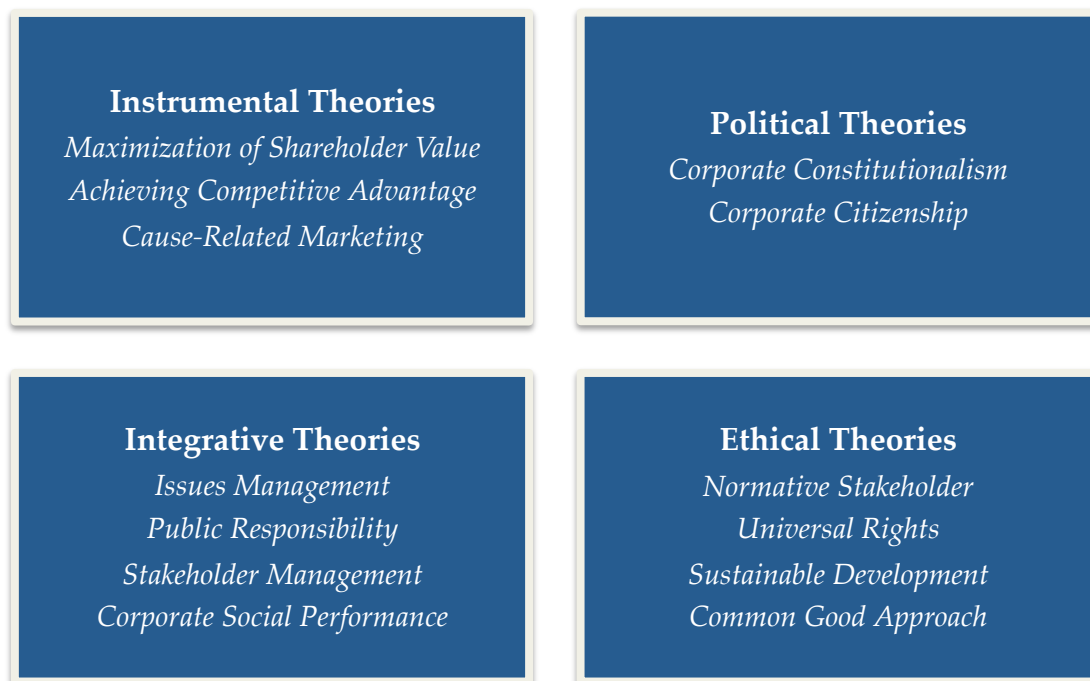 Instrumental Theories
Maximization of Shareholder Value
Achieving Competitive Advantage
Cause-Related Marketing
Political Theories
Corporate Constitutionalism
Corporate Citizenship
Integrative Theories
Issues Management
Public Responsibility
Stakeholder Management
Corporate Social Performance
Ethical Theories
Normative Stakeholder
Universal Rights
Sustainable Development
Common Good Approach